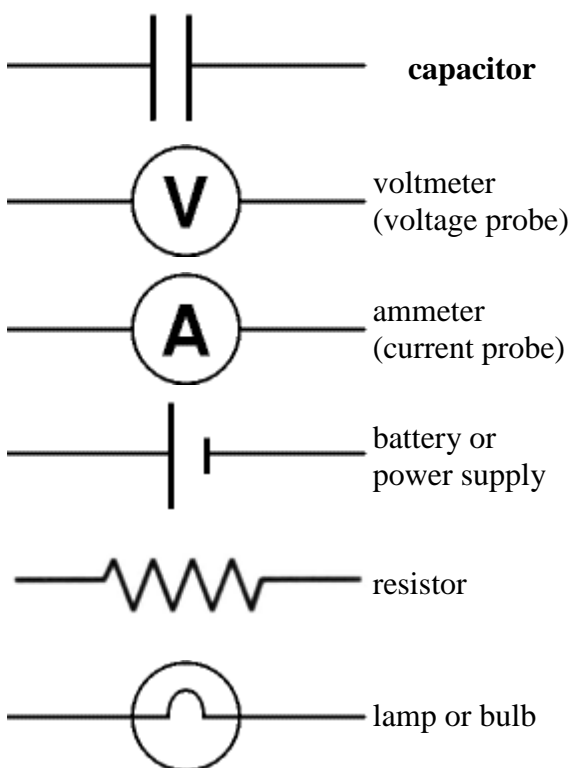 capacitor
V
voltmeter
(voltage probe)
A
ammeter
(current probe)
battery or
power supply
resistor
lamp or bulb